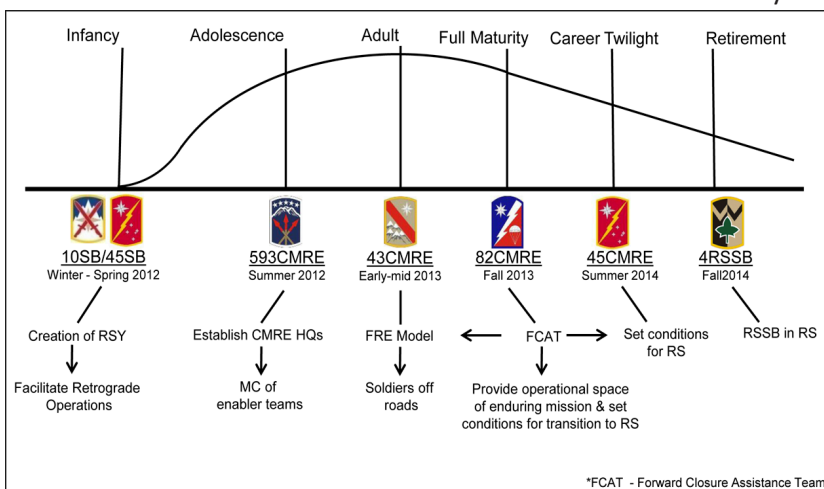 Infancy
Adolescence
Adult
Full Maturity
Career Twilight
Retirement
10SB/45SB
Winter - Spring 2012
593CMRE
Summer 2012
43CMRE
Early-mid 2013
82CMRE
Fall 2013
45CMRE
Summer 2014
4RSSB
Fall2014
Creation of RSY
Facilitate Retrograde
Operations
Establish CMRE HQs
MC of
enabler teams
FRE Model
Soldiers off
roads
FCAT
Provide operational space
of enduring mission & set
conditions for transition to RS
Set conditions
for RS
RSSB in RS
*FCAT - Forward Closure Assistance Team